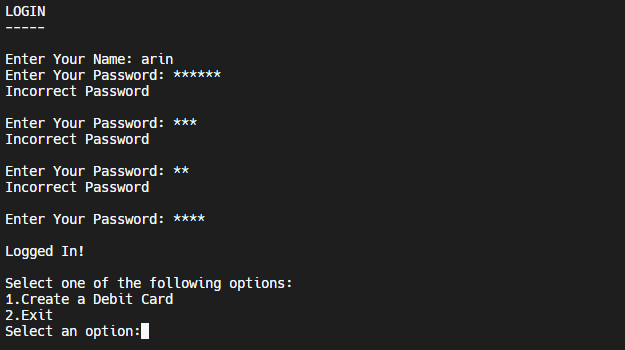 LOGIN
-----
Enter Your Name: arin
Enter Your Password: ******
Incorrect Password
Enter Your Password: ***
Incorrect Password
Enter Your Password: **
Incorrect Password
Enter Your Password: ****
Logged In!
Select one of the following options:
1.Create a Debit Card
2.Exit
Select an option: